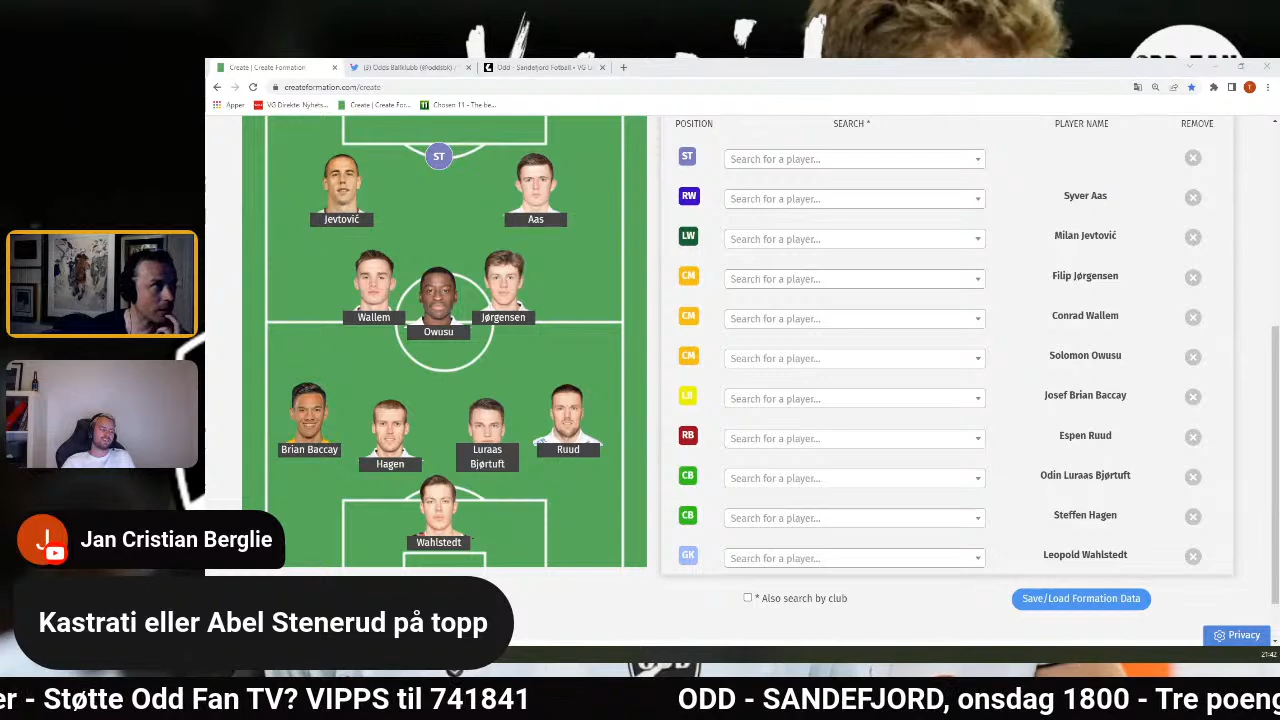 Create | Create Formation
(3) Odds Ballklubb (@oddsbk) /
Odd - Sandefjord Fotball • VG Li
createformation.com/create
Apper
VG Direkte: Nyhets...
Create | Create For...
Chosen 11 - The be...
POSITION
SEARCH *
PLAYER NAME
REMOVE
ST
Search for a player...
RW
Search for a player...
Syver Aas
LW
Search for a player...
Milan Jevtović
CM
Search for a player...
Filip Jørgensen
CM
Search for a player...
Conrad Wallem
CM
Search for a player...
Solomon Owusu
LB
Search for a player...
Josef Brian Baccay
RB
Search for a player...
Espen Ruud
CB
Search for a player...
Odin Luraas Bjørtuft
CB
Search for a player...
Steffen Hagen
GK
Search for a player...
Leopold Wahlstedt
* Also search by club
Save/Load Formation Data
Privacy
21:42
ST
Jevtović
Aas
Wallem
Owusu
Jørgensen
Brian Baccay
Hagen
Luraas
Bjørtuft
Ruud
Wahlstedt
J
Jan Cristian Berglie
Kastrati eller Abel Stenerud på topp
er - Støtte Odd Fan TV? VIPPS til 741841
ODD - SANDEFJORD, onsdag 1800 - Tre poeng